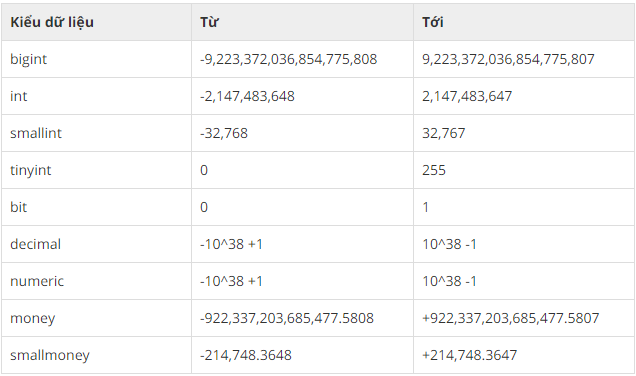 Kiểu dữ liệu Từ Tới
bigint -9,223,372,036,854,775,808 9,223,372,036,854,775,807
int -2,147,483,648 2,147,483,647
smallint -32,768 32,767
tinyint 0 255
bit 0 1
decimal -10^38 +1 10^38 -1
numeric -10^38 +1 10^38 -1
money -922,337,203,685,477.5808 +922,337,203,685,477.5807
smallmoney -214,748.3648 +214,748.3647